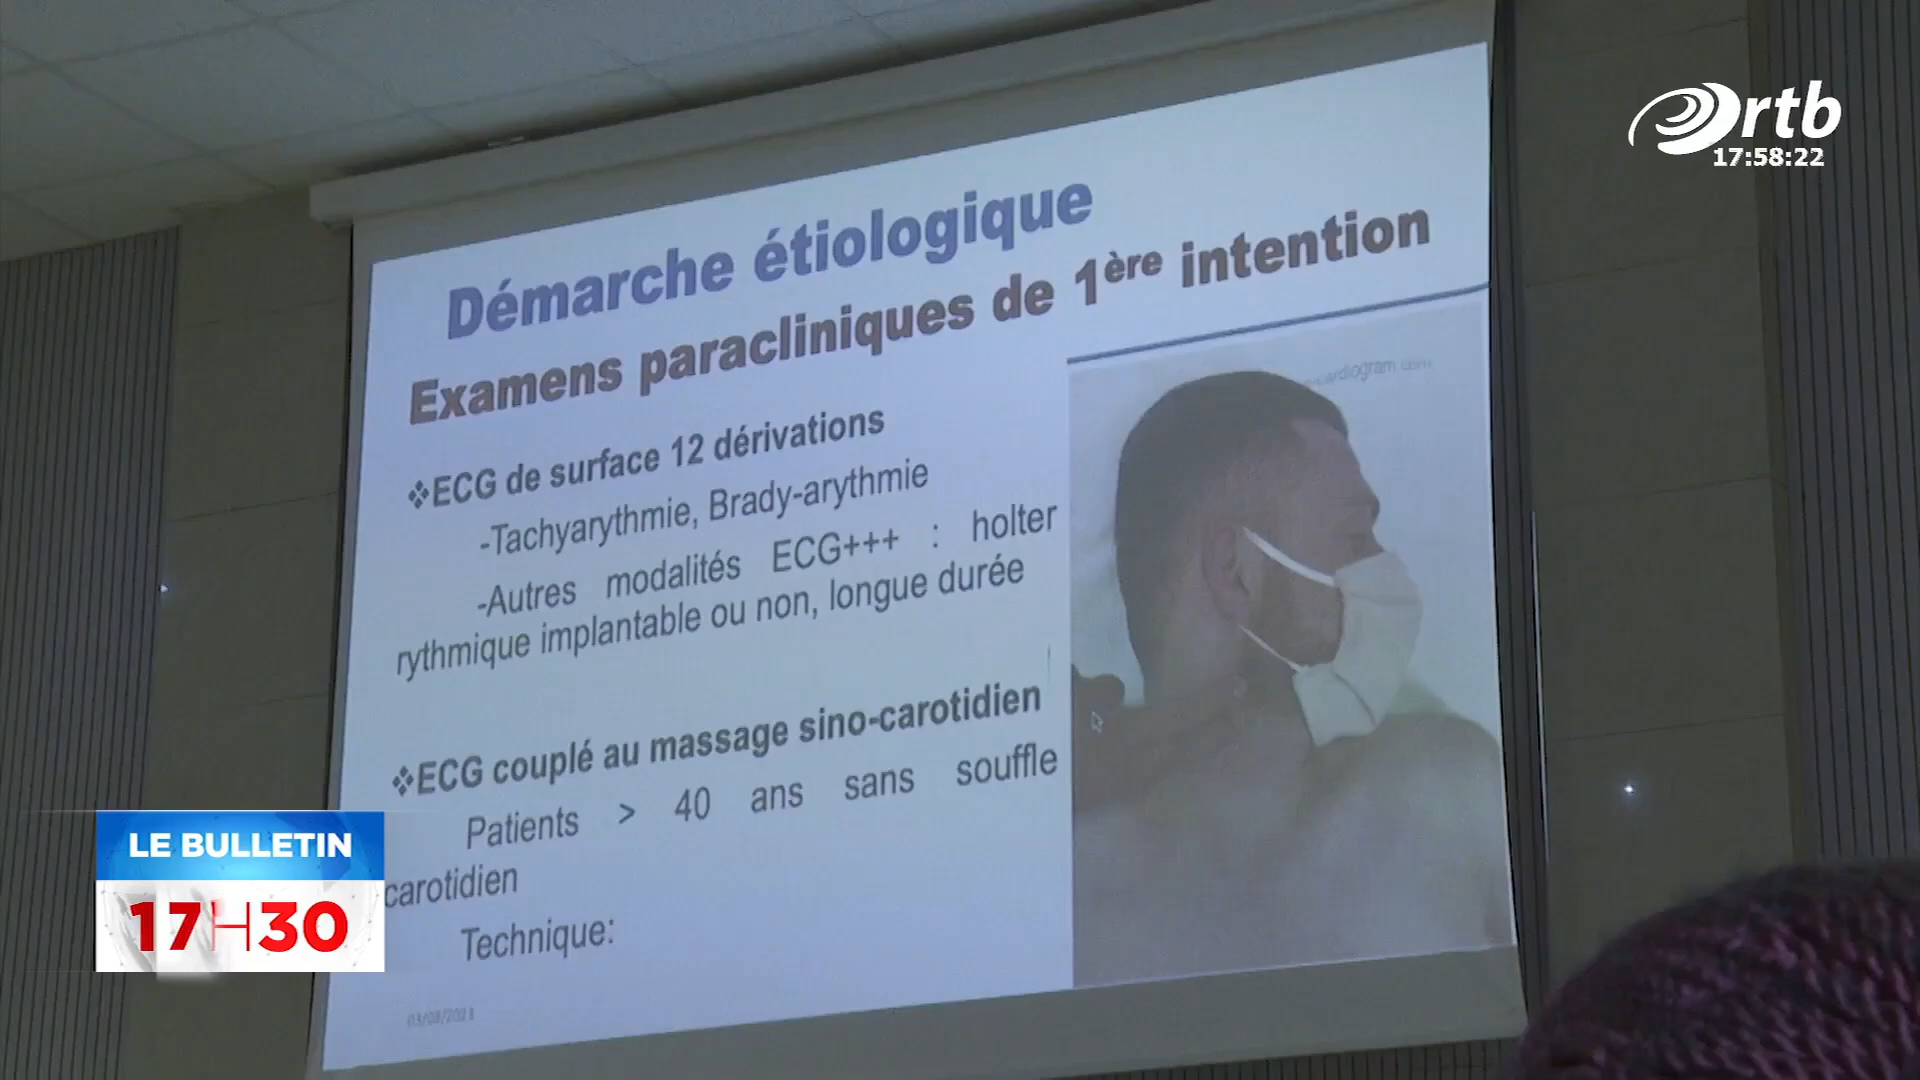 rtb
17:58:22
Démarche étiologique
Examens paracliniques de 1ère intention
cardiogram.com
❖ECG de surface 12 dérivations
-Tachyarythmie, Brady-arythmie
-Autres modalités ECG+++ : holter
rythmique implantable ou non, longue durée
❖ECG couplé au massage sino-carotidien
Patients > 40 ans sans souffle
carotidien
Technique:
LE BULLETIN
17H30